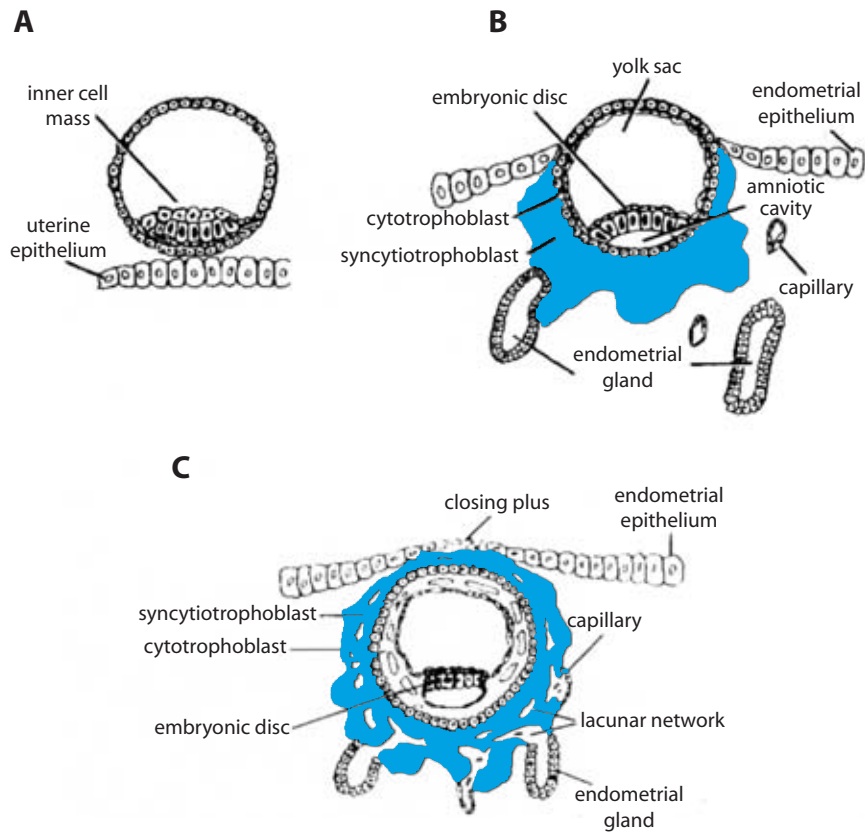 A
inner cell
mass
uterine
epithelium
B
yolk sac
embryonic disc
endometrial
epithelium
cytotrophoblast
amniotic
cavity
syncytiotrophoblast
capillary
endometrial
gland
C
closing plus
endometrial
epithelium
syncytiotrophoblast
capillary
cytotrophoblast
embryonic disc
lacunar network
endometrial
gland